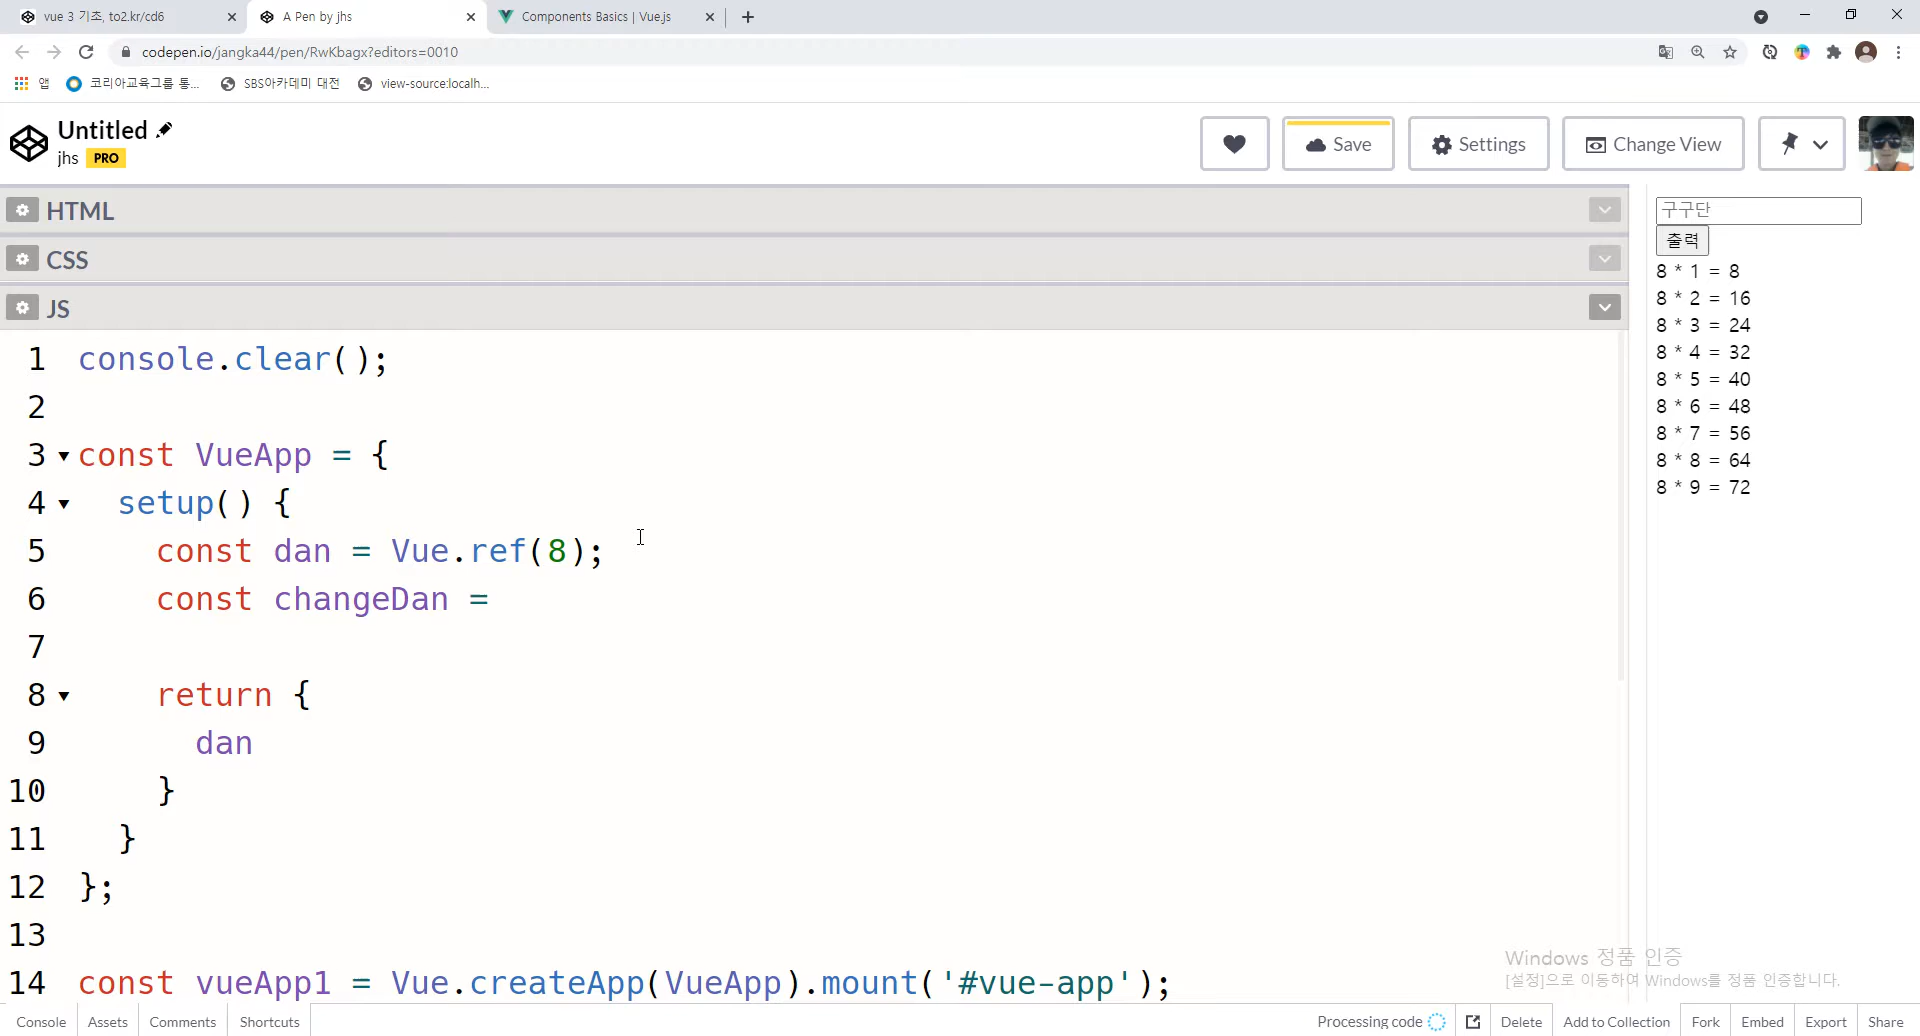 vue 3 기초, to2.kr/cd6
A Pen by jhs
Components Basics | Vue.js
codepen.io/jangka44/pen/RwKbagx?editors=0010
앱
코리아교육그룹 통...
SBS아카데미 대전
view-source:localh...
Untitled
jhs PRO
Save
Settings
Change View
HTML
CSS
JS
1 console.clear();
2
3 const VueApp = {
4 setup() {
5 const dan = Vue.ref(8);
6 const changeDan =
7
8 return {
9 dan
10 }
11 }
12 };
13
14 const vueApp1 = Vue.createApp(VueApp).mount('#vue-app');
구구단
출력
8 * 1 = 8
8 * 2 = 16
8 * 3 = 24
8 * 4 = 32
8 * 5 = 40
8 * 6 = 48
8 * 7 = 56
8 * 8 = 64
8 * 9 = 72
Windows 정품 인증
[설정]으로 이동하여 Windows를 정품 인증합니다.
Console
Assets
Comments
Shortcuts
Processing code
Delete
Add to Collection
Fork
Embed
Export
Share